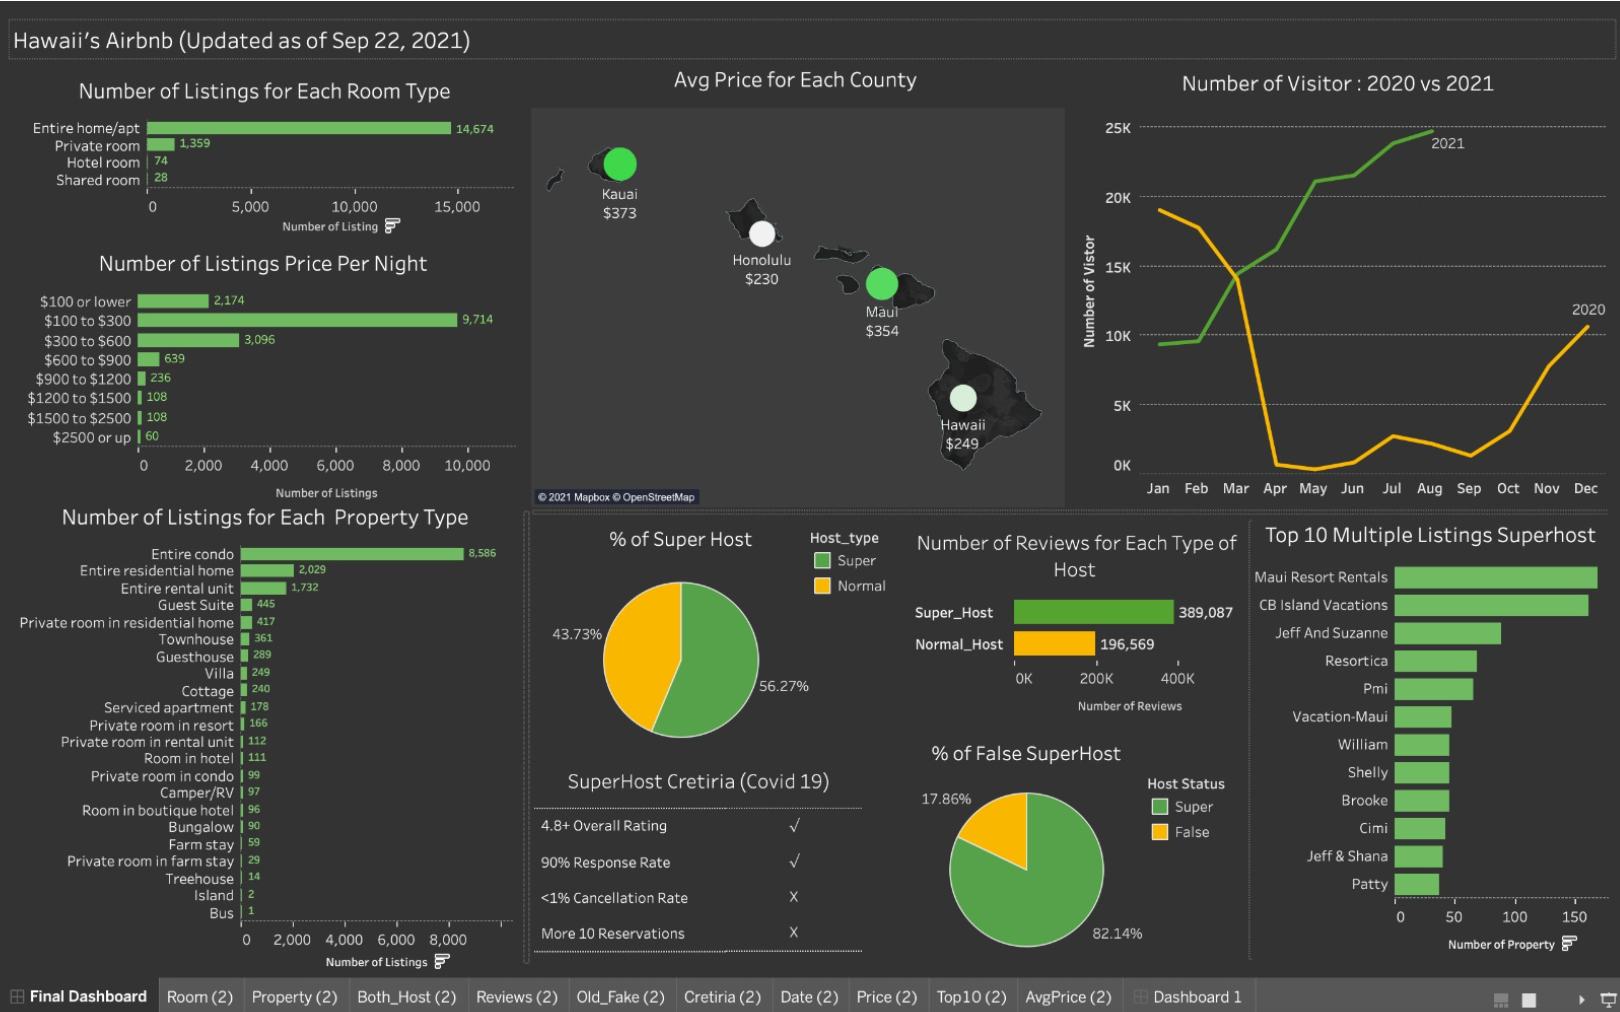 Hawaii's Airbnb (Updated as of Sep 22, 2021)
Number of Listings for Each Room Type
Entire home/apt 14,674
Private room 1,359
Hotel room 74
Shared room 28
0 5,000 10,000 15,000
Number of Listing
Number of Listings Price Per Night
$100 or lower 2,174
$100 to $300 9,714
$300 to $600 3,096
$600 to $900 639
$900 to $1200 236
$1200 to $1500 108
$1500 to $2500 108
$2500 or up 60
0 2,000 4,000 6,000 8,000 10,000
Number of Listings
Number of Listings for Each Property Type
Entire condo 8,586
Entire residential home 2,029
Entire rental unit 1,732
Guest Suite 445
Private room in residential home 417
Townhouse 361
Guesthouse 289
Villa 249
Cottage 240
Serviced apartment 178
Private room in resort 166
Private room in rental unit 112
Room in hotel 111
Private room in condo 99
Camper/RV 97
Room in boutique hotel 96
Bungalow 90
Farm stay 59
Private room in farm stay 29
Treehouse 14
Island 2
Bus 1
0 2,000 4,000 6,000 8,000
Number of Listings
Avg Price for Each County
Kauai
$373
Honolulu
$230
Maui
$354
Hawaii
$249
© 2021 Mapbox © OpenStreetMap
Number of Visitor : 2020 vs 2021
Number of Vistor
25K
20K
15K
10K
5K
0K
2021
2020
Jan Feb Mar Apr May Jun Jul Aug Sep Oct Nov Dec
% of Super Host
Host_type
Super
Normal
43.73%
56.27%
SuperHost Cretiria (Covid 19)
4.8+ Overall Rating √
90% Response Rate √
<1% Cancellation Rate X
More 10 Reservations X
Number of Reviews for Each Type of
Host
Super_Host 389,087
Normal_Host 196,569
0K 200K 400K
Number of Reviews
% of False SuperHost
Host Status
Super
False
17.86%
82.14%
Top 10 Multiple Listings Superhost
Maui Resort Rentals
CB Island Vacations
Jeff And Suzanne
Resortica
Pmi
Vacation-Maui
William
Shelly
Brooke
Cimi
Jeff & Shana
Patty
0 50 100 150
Number of Property
Final Dashboard Room (2) Property (2) Both_Host (2) Reviews (2) Old_Fake (2) Cretiria (2) Date (2) Price (2) Top10 (2) AvgPrice (2) Dashboard 1